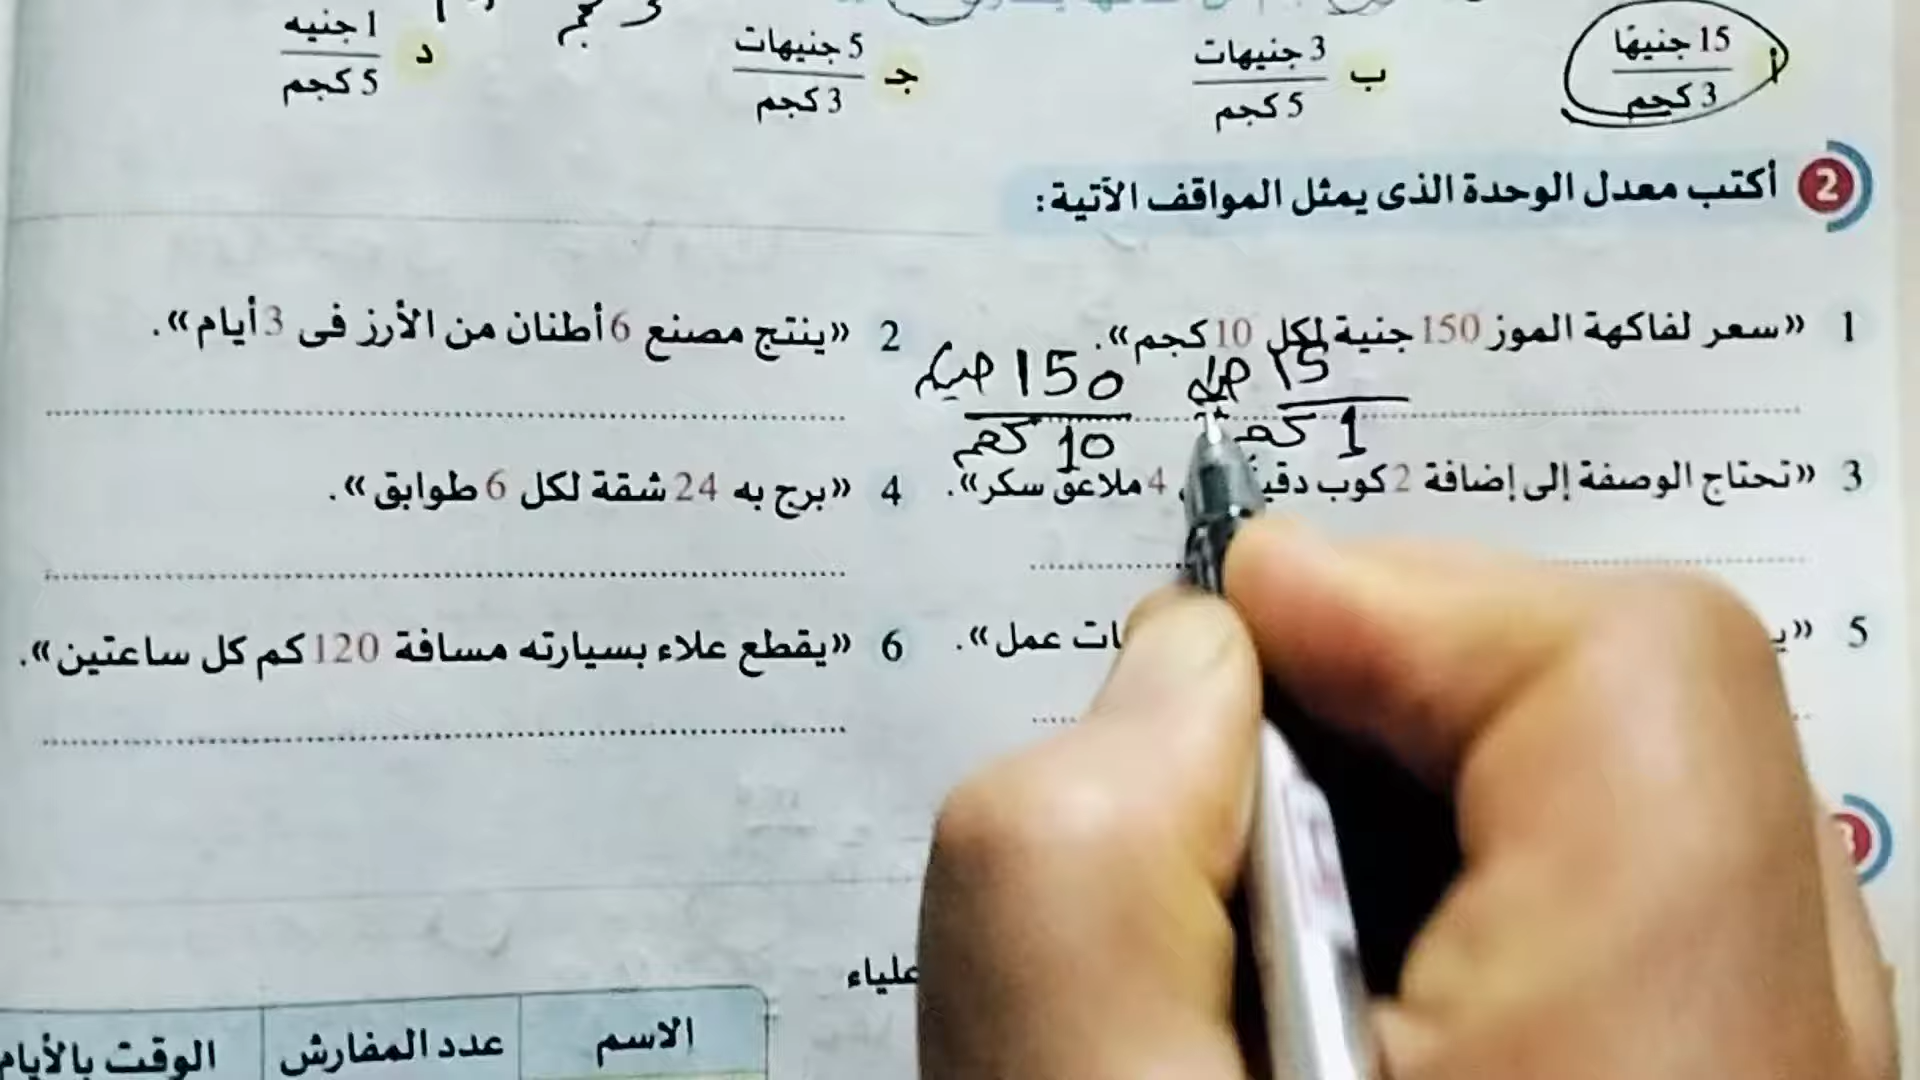 أ 15 جنيهًا / 3 كجم
ب 3 جنيهات / 5 كجم
جـ 5 جنيهات / 3 كجم
د 1 جنيه / 5 كجم
2 أكتب معدل الوحدة الذى يمثل المواقف الآتية:
1 «سعر لفاكهة الموز 150 جنية لكل 10 كجم».
15 / 1 كجم
150 جنيه / 10 كجم
2 «ينتج مصنع 6 أطنان من الأرز فى 3 أيام».
3 «تحتاج الوصفة إلى إضافة 2 كوب 4 ملاعق سكر».
4 «برج به 24 شقة لكل 6 طوابق».
5 عمل».
6 «يقطع علاء بسيارته مسافة 120 كم كل ساعتين».
علياء
الاسم
عدد المفارش
الوقت بالأيام